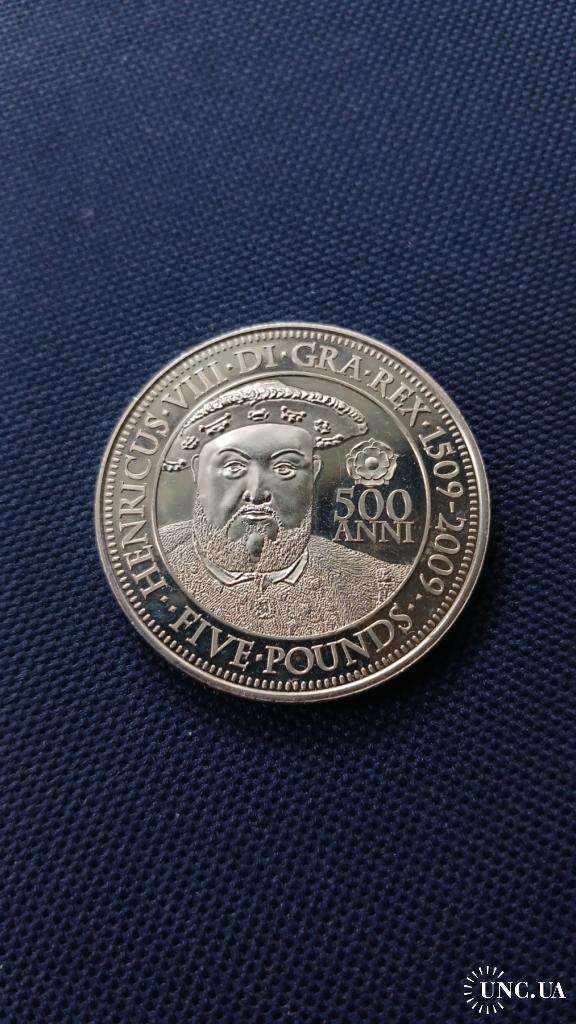 HENRICUS·VIII·DI·GRA·REX·1509-2009
500
ANNI
··FIVE·POUNDS··
UNC.UA